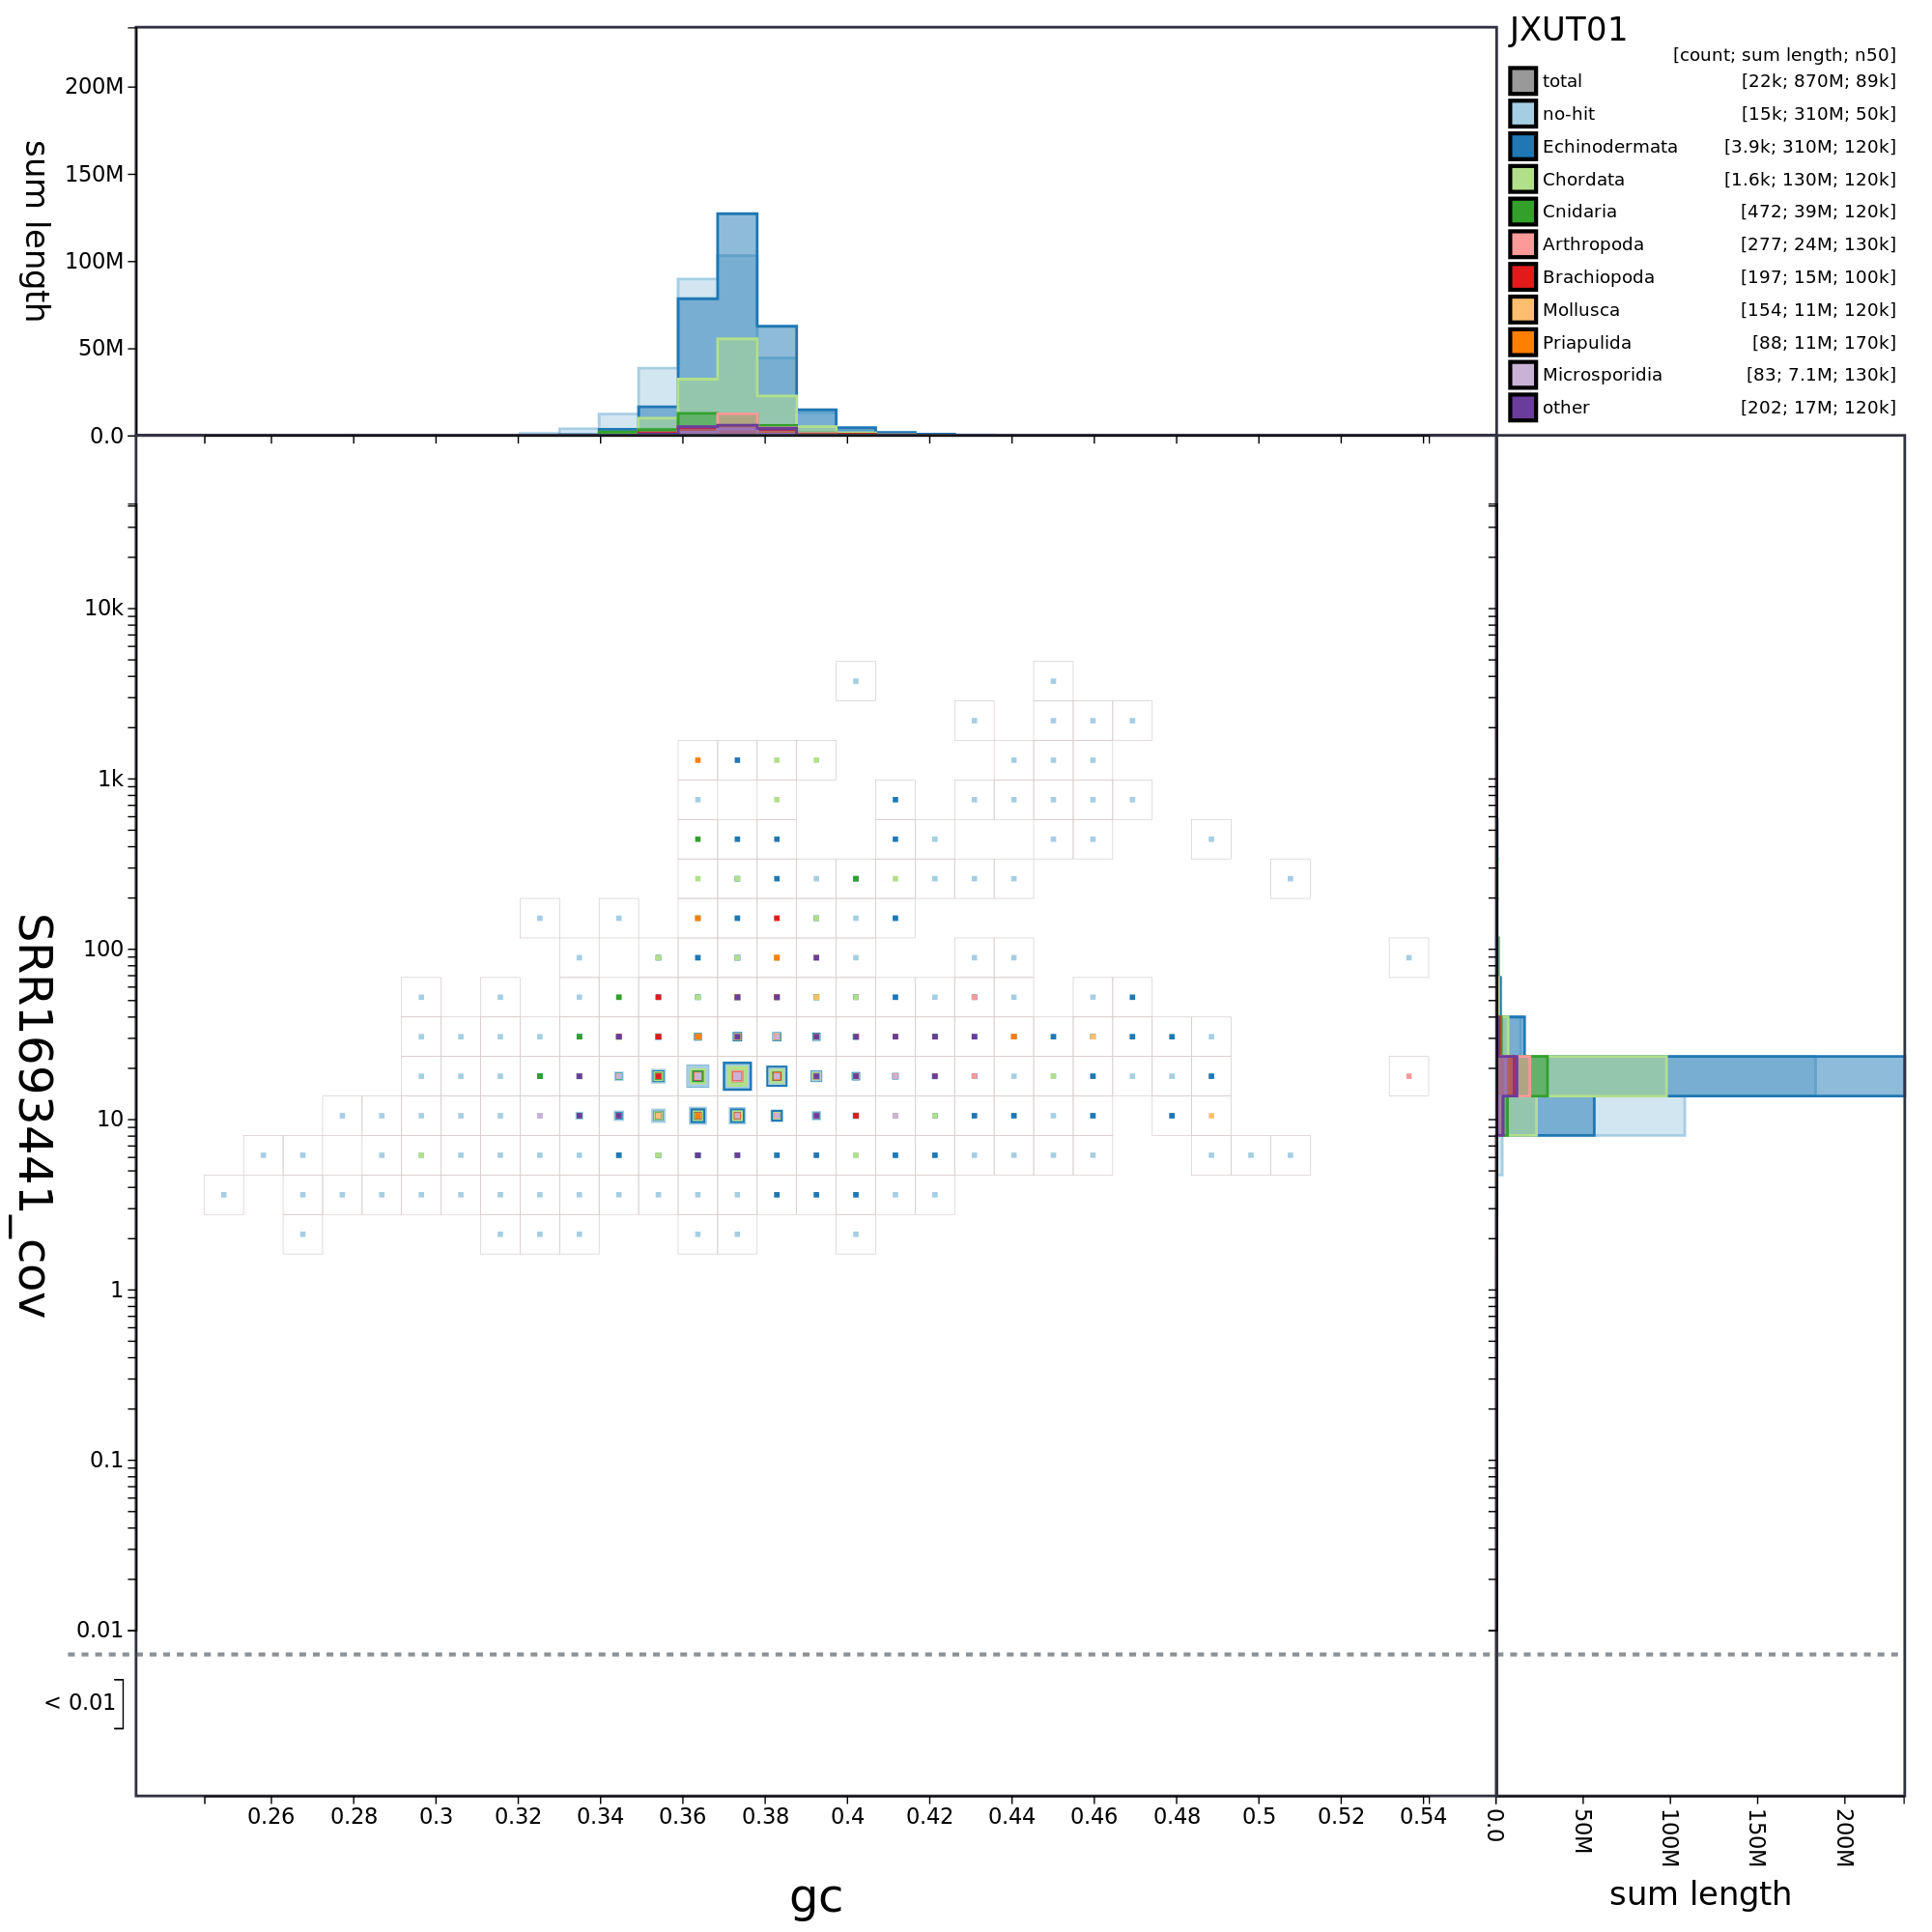 JXUT01
[count; sum length; n50]
total [22k; 870M; 89k]
no-hit [15k; 310M; 50k]
Echinodermata [3.9k; 310M; 120k]
Chordata [1.6k; 130M; 120k]
Cnidaria [472; 39M; 120k]
Arthropoda [277; 24M; 130k]
Brachiopoda [197; 15M; 100k]
Mollusca [154; 11M; 120k]
Priapulida [88; 11M; 170k]
Microsporidia [83; 7.1M; 130k]
other [202; 17M; 120k]
sum length
200M
150M
100M
50M
0.0
SRR1693441_cov
10k
1k
100
10
1
0.1
0.01
< 0.01
0.26 0.28 0.3 0.32 0.34 0.36 0.38 0.4 0.42 0.44 0.46 0.48 0.5 0.52 0.54
gc
0.0 50M 100M 150M 200M
sum length